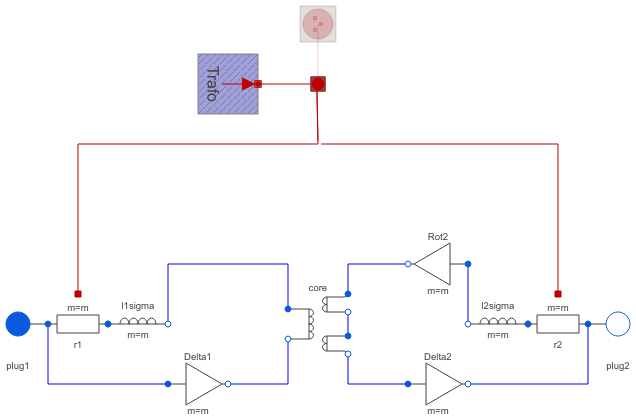 Trafo
Rot2
m=m
core
m=m
l1sigma
m=m
r1
m=m
l2sigma
m=m
r2
plug1
plug2
Delta1
m=m
Delta2
m=m